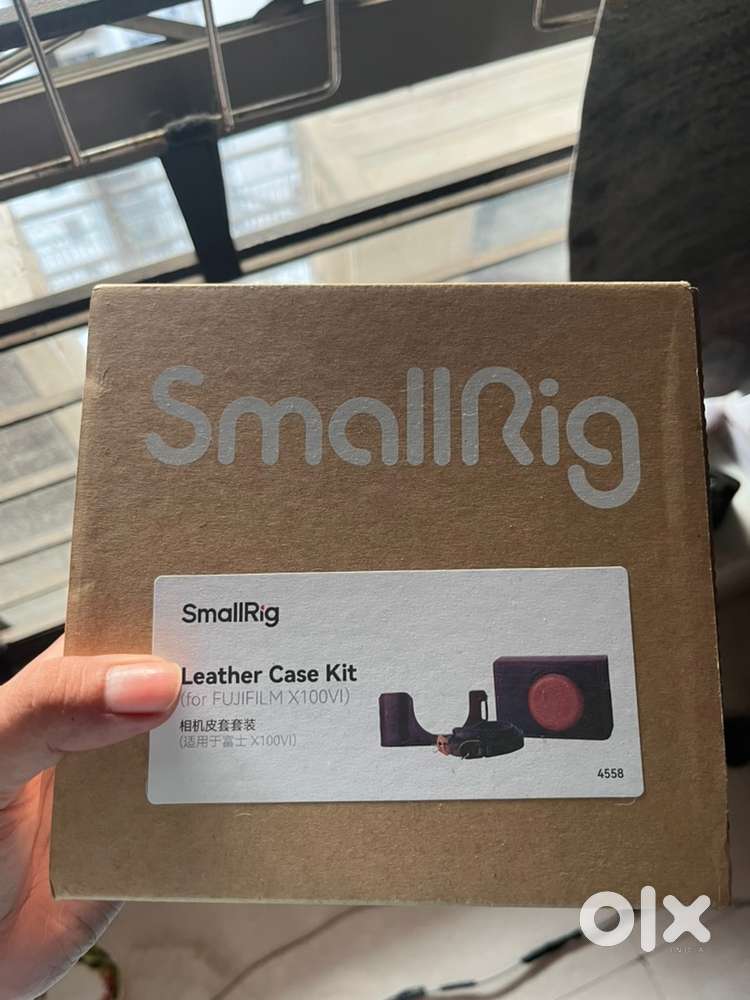 SmallRig
SmallRig
Leather Case Kit
(for FUJIFILM X100VI)
相机皮套套装
(适用于富士 X100VI)
4558
olx
INDIA